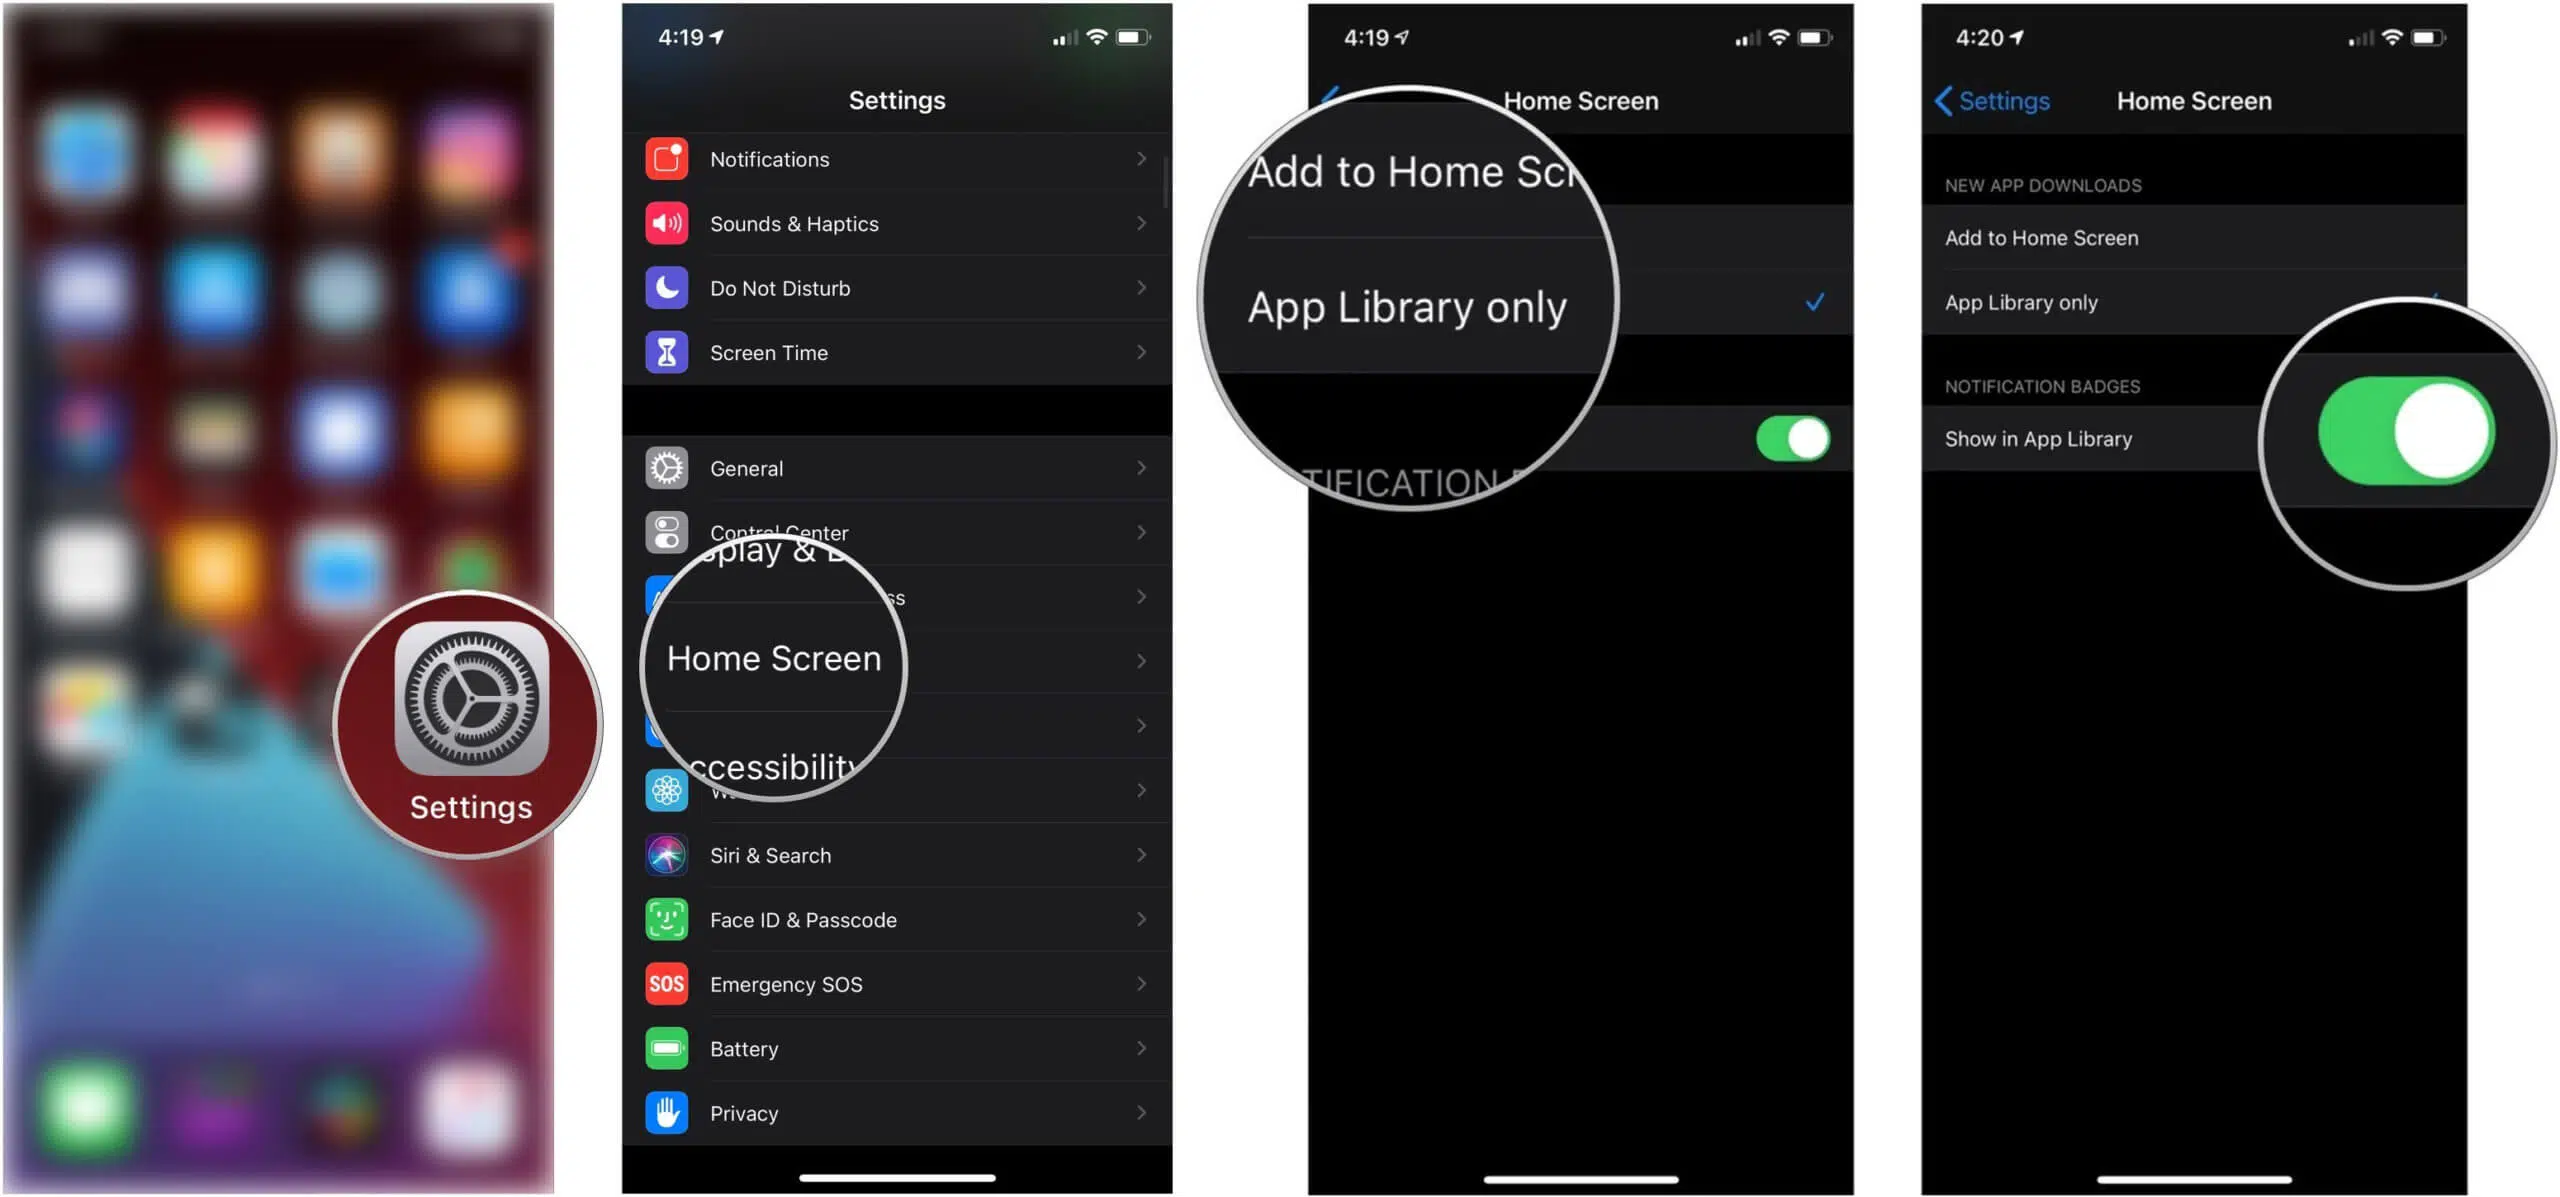 Settings
4:19
Settings
Notifications
Sounds & Haptics
Do Not Disturb
Screen Time
General
Control Center
splay & B
ss
Home Screen
ccessibility
Siri & Search
Face ID & Passcode
SOS
Emergency SOS
Battery
Privacy
4:19
Home Screen
Add to Home Scr
App Library only
TIFICATION
4:20
Settings
Home Screen
NEW APP DOWNLOADS
Add to Home Screen
App Library only
NOTIFICATION BADGES
Show in App Library